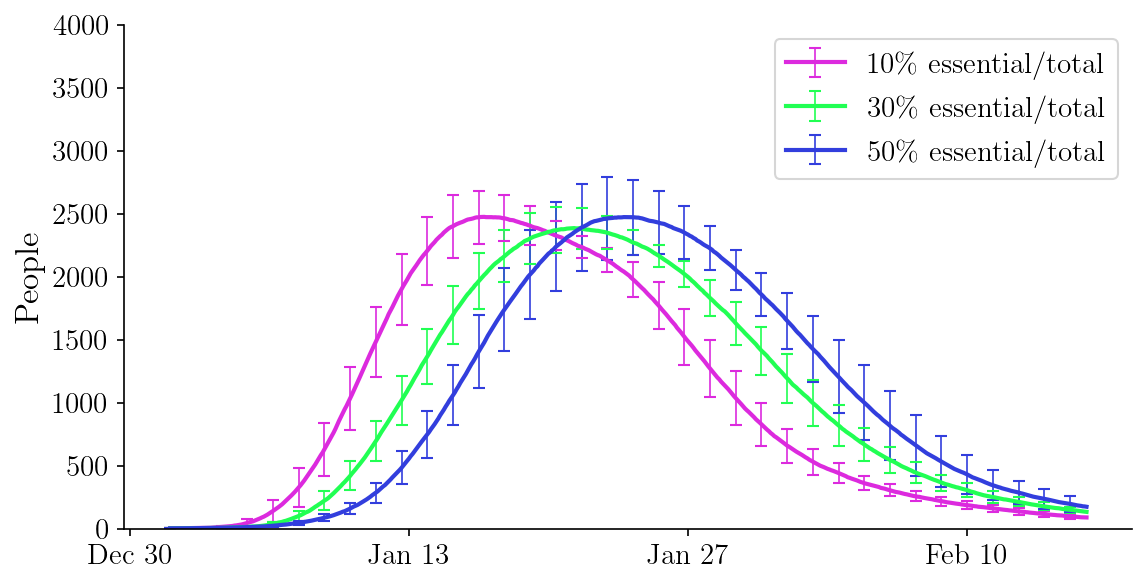 4000
3500
3000
2500
2000
1500
1000
500
0
People
10% essential/total
30% essential/total
50% essential/total
Dec 30 Jan 13 Jan 27 Feb 10